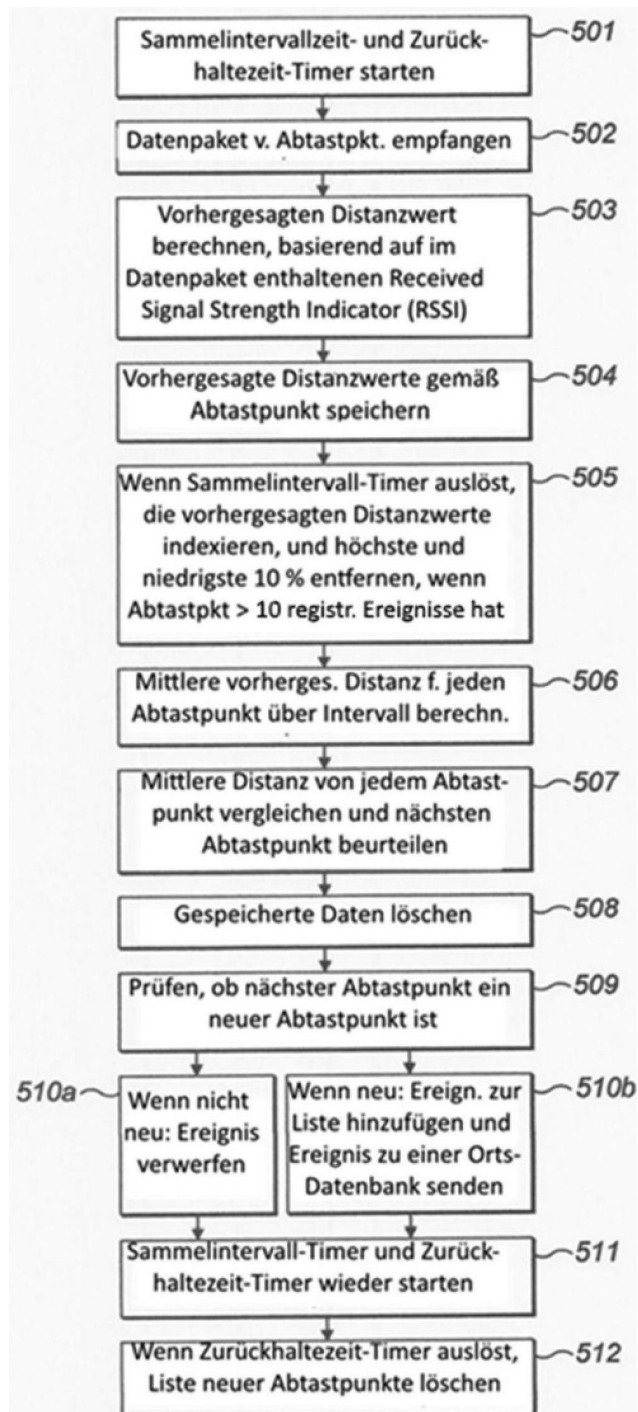 Sammelintervallzeit- und Zurück-
haltezeit-Timer starten
501
Datenpaket v. Abtastpkt. empfangen
502
Vorhergesagten Distanzwert
berechnen, basierend auf im
Datenpaket enthaltenen Received
Signal Strength Indicator (RSSI)
503
Vorhergesagte Distanzwerte gemäß
Abtastpunkt speichern
504
Wenn Sammelintervall-Timer auslöst,
die vorhergesagten Distanzwerte
indexieren, und höchste und
niedrigste 10 % entfernen, wenn
Abtastpkt > 10 registr. Ereignisse hat
505
Mittlere vorherges. Distanz f. jeden
Abtastpunkt über Intervall berechn.
506
Mittlere Distanz von jedem Abtast-
punkt vergleichen und nächsten
Abtastpunkt beurteilen
507
Gespeicherte Daten löschen
508
Prüfen, ob nächster Abtastpunkt ein
neuer Abtastpunkt ist
509
510a
Wenn nicht
neu: Ereignis
verwerfen
Wenn neu: Ereign. zur
Liste hinzufügen und
Ereignis zu einer Orts-
Datenbank senden
510b
Sammelintervall-Timer und Zurück-
haltezeit-Timer wieder starten
511
Wenn Zurückhaltezeit-Timer auslöst,
Liste neuer Abtastpunkte löschen
512